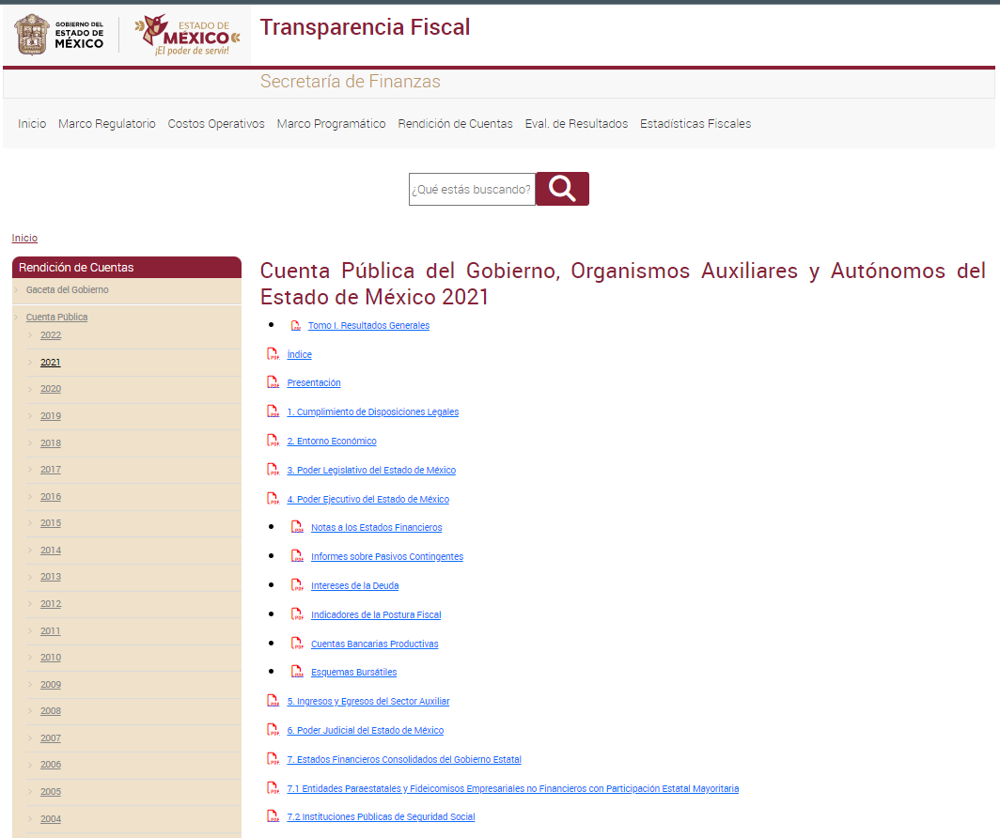 GOBIERNO DEL
ESTADO DE
MÉXICO
ESTADO DE
MÉXICO
¡El poder de servir!
Transparencia Fiscal
Secretaría de Finanzas
Inicio Marco Regulatorio Costos Operativos Marco Programático Rendición de Cuentas Eval. de Resultados Estadísticas Fiscales
¿Qué estás buscando?
Inicio
Rendición de Cuentas
Gaceta del Gobierno
Cuenta Pública
2022
2021
2020
2019
2018
2017
2016
2015
2014
2013
2012
2011
2010
2009
2008
2007
2006
2005
2004
Cuenta Pública del Gobierno, Organismos Auxiliares y Autónomos del
Estado de México 2021
Tomo I. Resultados Generales
Índice
Presentación
1. Cumplimiento de Disposiciones Legales
2. Entorno Económico
3. Poder Legislativo del Estado de México
4. Poder Ejecutivo del Estado de México
Notas a los Estados Financieros
Informes sobre Pasivos Contingentes
Intereses de la Deuda
Indicadores de la Postura Fiscal
Cuentas Bancarias Productivas
Esquemas Bursátiles
5. Ingresos y Egresos del Sector Auxiliar
6. Poder Judicial del Estado de México
7. Estados Financieros Consolidados del Gobierno Estatal
7.1 Entidades Paraestatales y Fideicomisos Empresariales no Financieros con Participación Estatal Mayoritaria
7.2 Instituciones Públicas de Seguridad Social